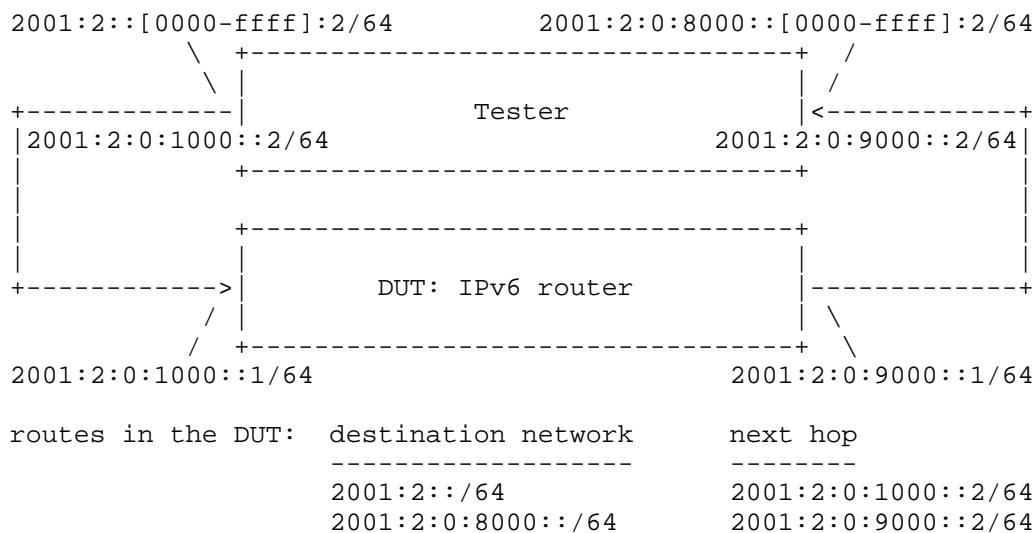 2001:2::[0000-ffff]:2/64 2001:2:0:8000::[0000-ffff]:2/64
Tester
2001:2:0:1000::2/64 2001:2:0:9000::2/64
DUT: IPv6 router
2001:2:0:1000::1/64 2001:2:0:9000::1/64
routes in the DUT: destination network next hop
------------------- --------
2001:2::/64 2001:2:0:1000::2/64
2001:2:0:8000::/64 2001:2:0:9000::2/64